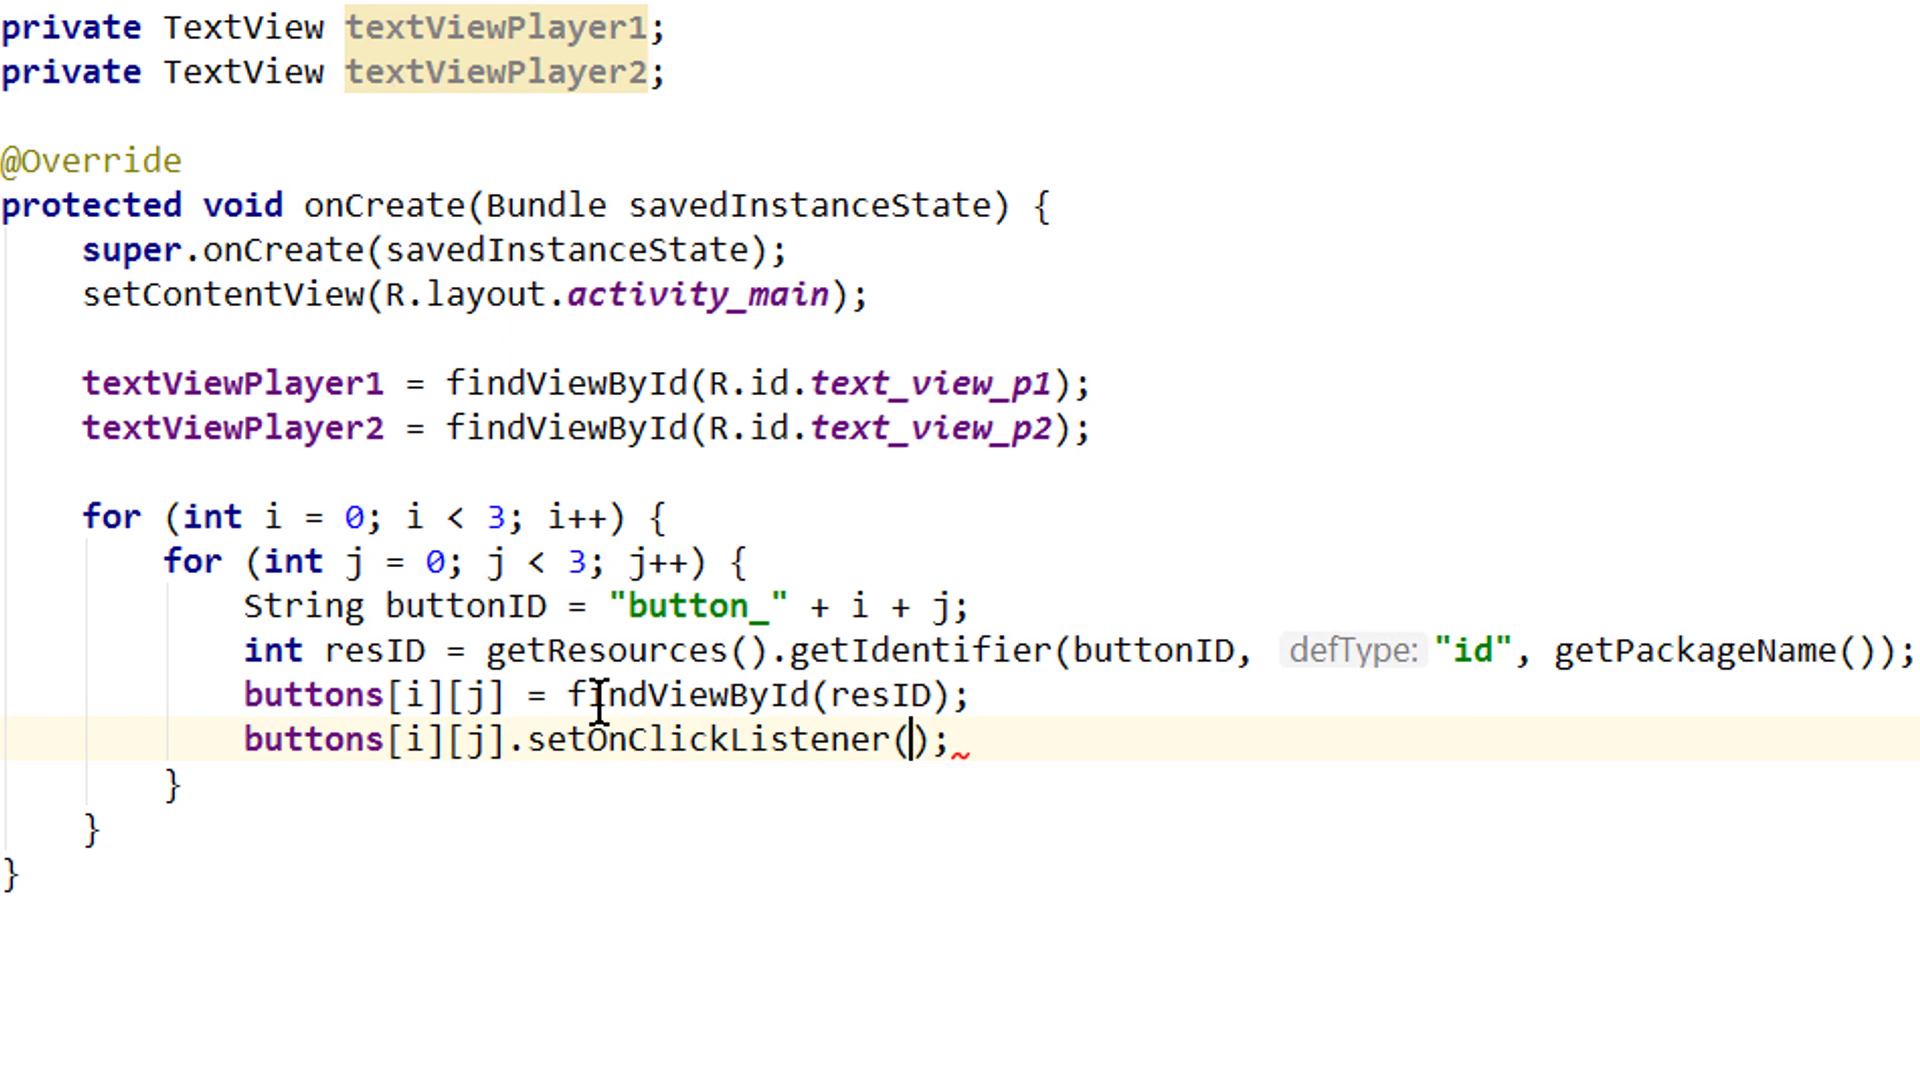 private TextView textViewPlayer1;
private TextView textViewPlayer2;
@Override
protected void onCreate(Bundle savedInstanceState) {
super.onCreate(savedInstanceState);
setContentView(R.layout.activity_main);
textViewPlayer1 = findViewById(R.id.text_view_p1);
textViewPlayer2 = findViewById(R.id.text_view_p2);
for (int i = 0; i < 3; i++) {
for (int j = 0; j < 3; j++) {
String buttonID = "button_" + i + j;
int resID = getResources().getIdentifier(buttonID, defType: "id", getPackageName());
buttons[i][j] = findViewById(resID);
buttons[i][j].setOnClickListener();
}
}
}